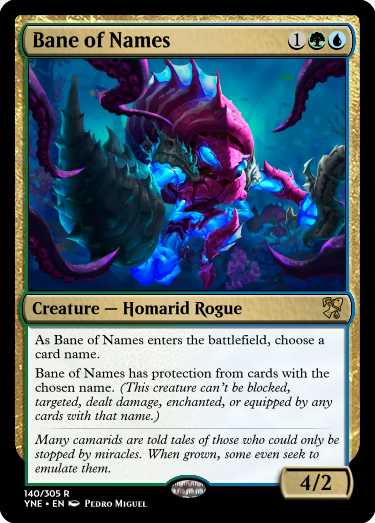 Bane of Names 1
Creature — Homarid Rogue
As Bane of Names enters the battlefield, choose a
card name.
Bane of Names has protection from cards with the
chosen name. (This creature can't be blocked,
targeted, dealt damage, enchanted, or equipped by any
cards with that name.)
Many camarids are told tales of those who could only be
stopped by miracles. When grown, some even seek to
emulate them.
4/2
140/305 R
YNE • EN Pedro Miguel